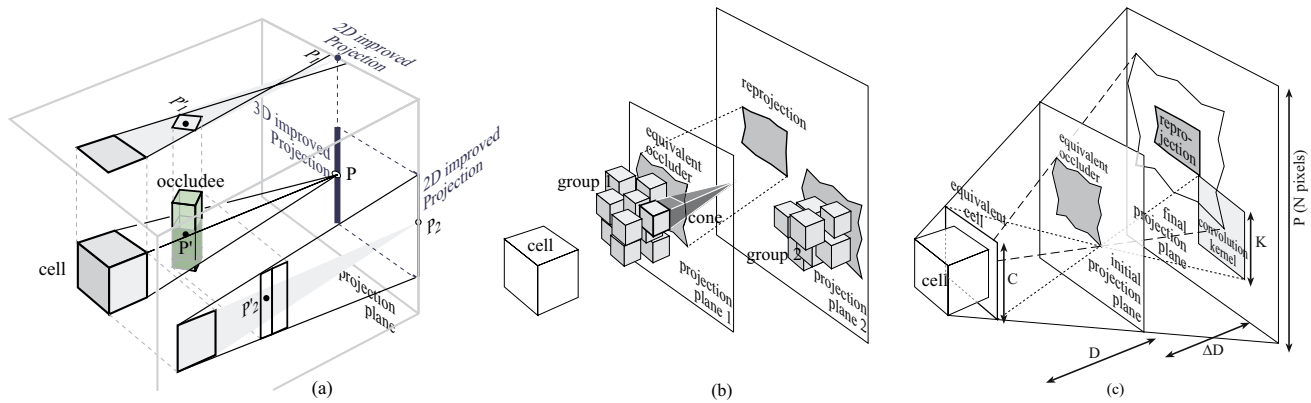 2D improved
Projection
P1
P'1
3D improved
Projection
2D improved
Projection
occludee
P
P2
P'
cell
P'2
projection
plane
(a)
reprojection
equivalent
occluder
group 1
cone
cell
group 2
projection
plane 1
projection
plane 2
(b)
repro-
jection
equivalent
occluder
equivalent
cell
final
projection
plane
convolution
kernel
K
P (N pixels)
cell
C
initial
projection
plane
D
ΔD
(c)